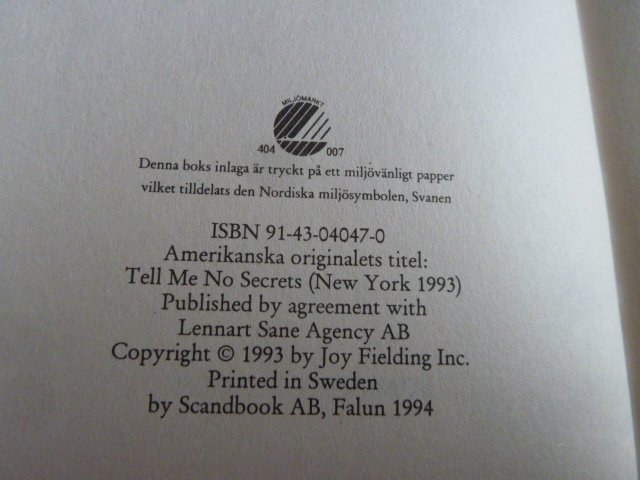 MILJÖMÄRKT
404 007
Denna boks inlaga är tryckt på ett miljövänligt papper
vilket tilldelats den Nordiska miljösymbolen, Svanen
ISBN 91-43-04047-0
Amerikanska originalets titel:
Tell Me No Secrets (New York 1993)
Published by agreement with
Lennart Sane Agency AB
Copyright © 1993 by Joy Fielding Inc.
Printed in Sweden
by Scandbook AB, Falun 1994